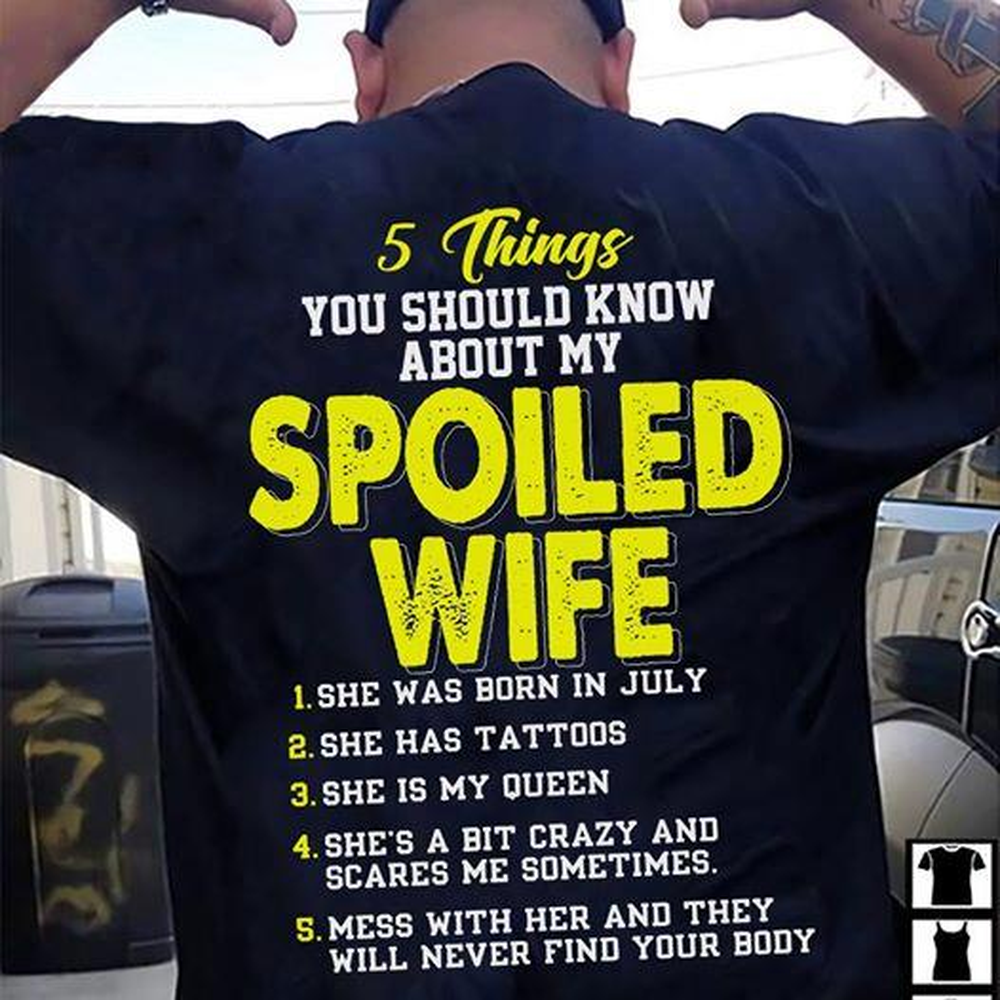 5 Things
YOU SHOULD KNOW
ABOUT MY
SPOILED
WIFE
1. SHE WAS BORN IN JULY
2. SHE HAS TATTOOS
3. SHE IS MY QUEEN
4. SHE'S A BIT CRAZY AND
SCARES ME SOMETIMES.
5. MESS WITH HER AND THEY
WILL NEVER FIND YOUR BODY